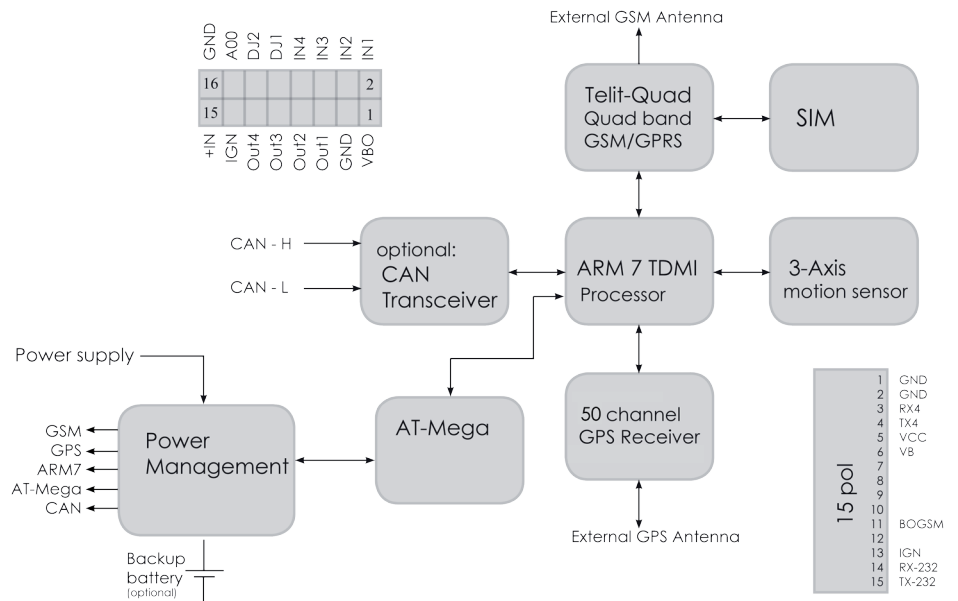 External GSM Antenna
GND
A00
DJ2
DJ1
IN4
IN3
IN2
IN1
16
2
15
1
+IN
IGN
Out4
Out3
Out2
Out1
GND
VBO
Telit-Quad
Quad band
GSM/GPRS
SIM
CAN - H
CAN - L
optional:
CAN
Transceiver
ARM 7 TDMI
Processor
3-Axis
motion sensor
Power supply
GSM
GPS
ARM7
AT-Mega
CAN
Power
Management
AT-Mega
50 channel
GPS Receiver
External GPS Antenna
Backup
battery
(optional)
15 pol
1 GND
2 GND
3 RX4
4 TX4
5 VCC
6 VB
7
8
9
10
11 BOGSM
12
13 IGN
14 RX-232
15 TX-232